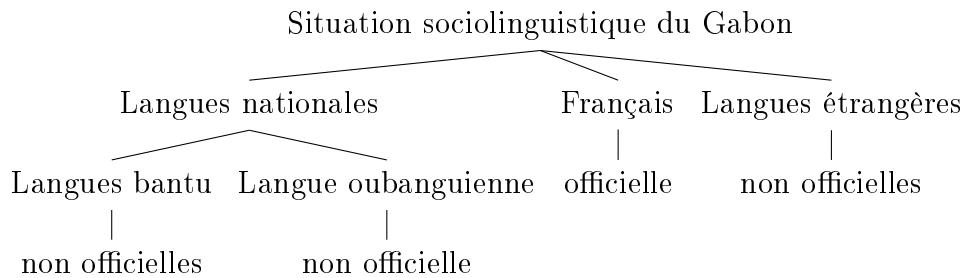 Situation sociolinguistique du Gabon
Langues nationales Français Langues étrangères
Langues bantu Langue oubanguienne officielle non officielles
non officielles non officielle